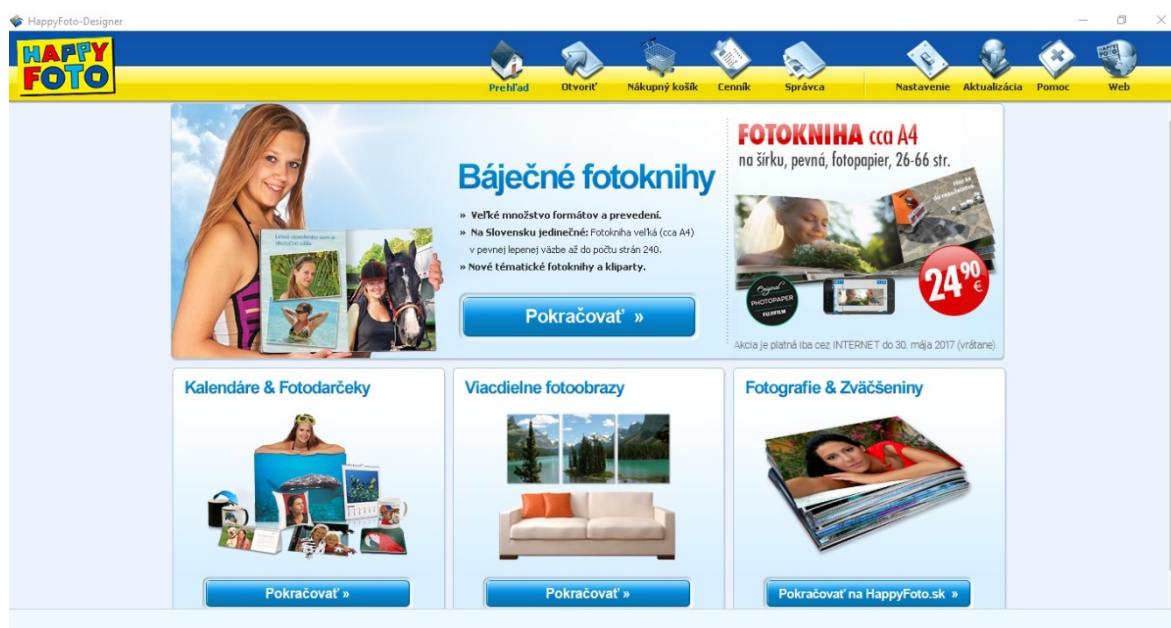 HappyFoto-Designer
HAPPY
FOTO
Prehľad
Otvoriť
Nákupný košík
Cenník
Správca
Nastavenie
Aktualizácia
Pomoc
Web
Báječné fotoknihy
» Veľké množstvo formátov a prevedení.
» Na Slovensku jedinečné: Fotokniha veľká (cca A4)
v pevnej lepenej väzbe až do počtu strán 240.
» Nové tématické fotoknihy a kliparty.
Pokračovať »
FOTOKNIHA cca A4
na šírku, pevná, fotopapier, 26-66 str.
Original
PHOTOPAPER
FUJIFILM
24 90
€
Akcia je platná iba cez INTERNET do 30. mája 2017 (vrátane).
Kalendáre & Fotodarčeky
Pokračovať »
Viacdielne fotoobrazy
Pokračovať »
Fotografie & Zväčšeniny
Pokračovať na HappyFoto.sk »